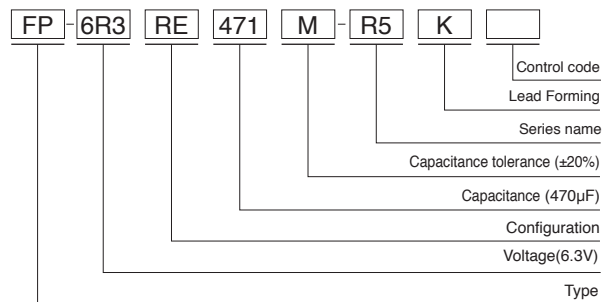 FP - 6R3 RE 471 M - R5 K
Control code
Lead Forming
Series name
Capacitance tolerance (±20%)
Capacitance (470μF)
Configuration
Voltage(6.3V)
Type